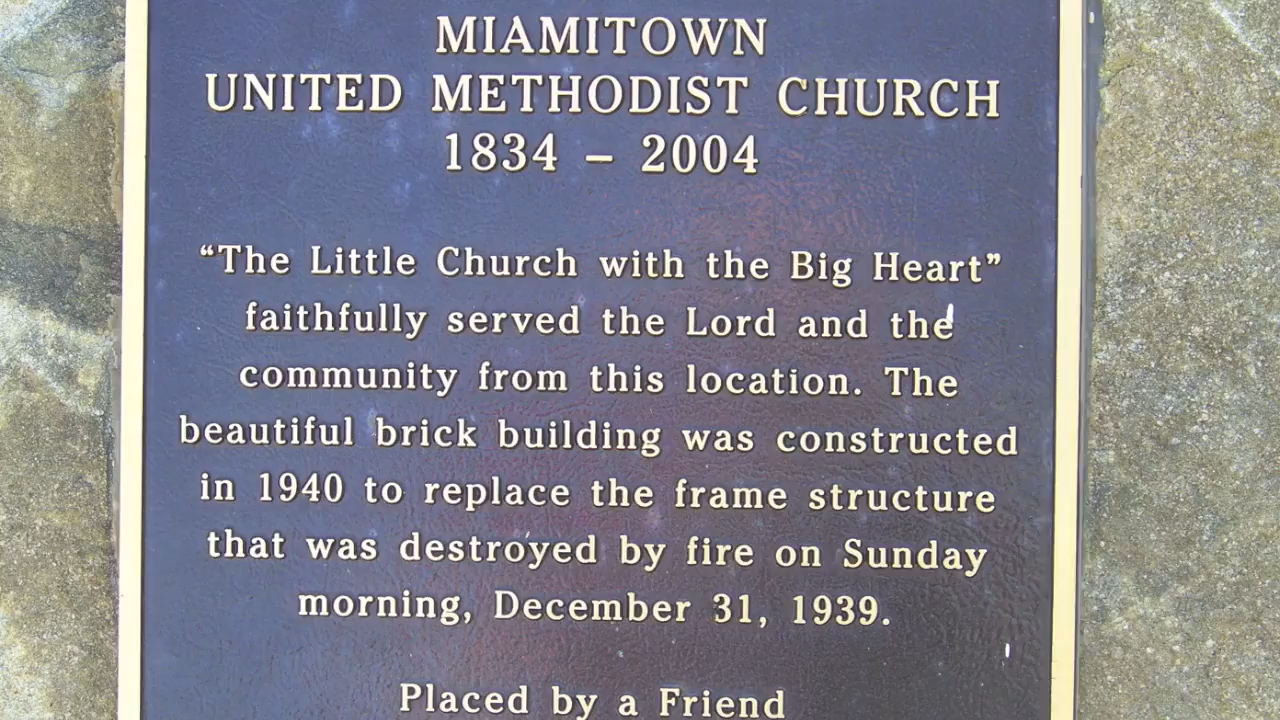 MIAMITOWN
UNITED METHODIST CHURCH
1834 – 2004
“The Little Church with the Big Heart”
faithfully served the Lord and the
community from this location. The
beautiful brick building was constructed
in 1940 to replace the frame structure
that was destroyed by fire on Sunday
morning, December 31, 1939.
Placed by a Friend